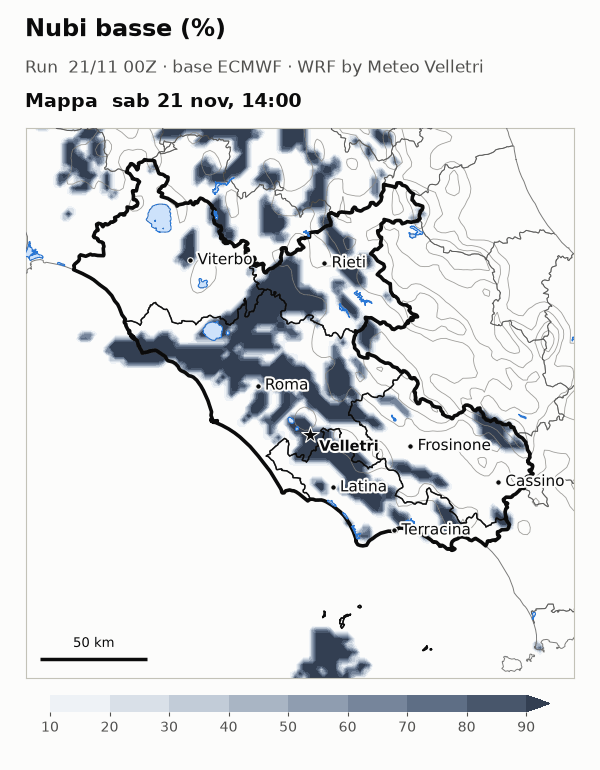 Nubi basse (%)
Run 21/11 00Z · base ECMWF · WRF by Meteo Velletri
Mappa sab 21 nov, 14:00
Viterbo
Rieti
Roma
Velletri
Frosinone
Latina
Cassino
Terracina
50 km
10 20 30 40 50 60 70 80 90